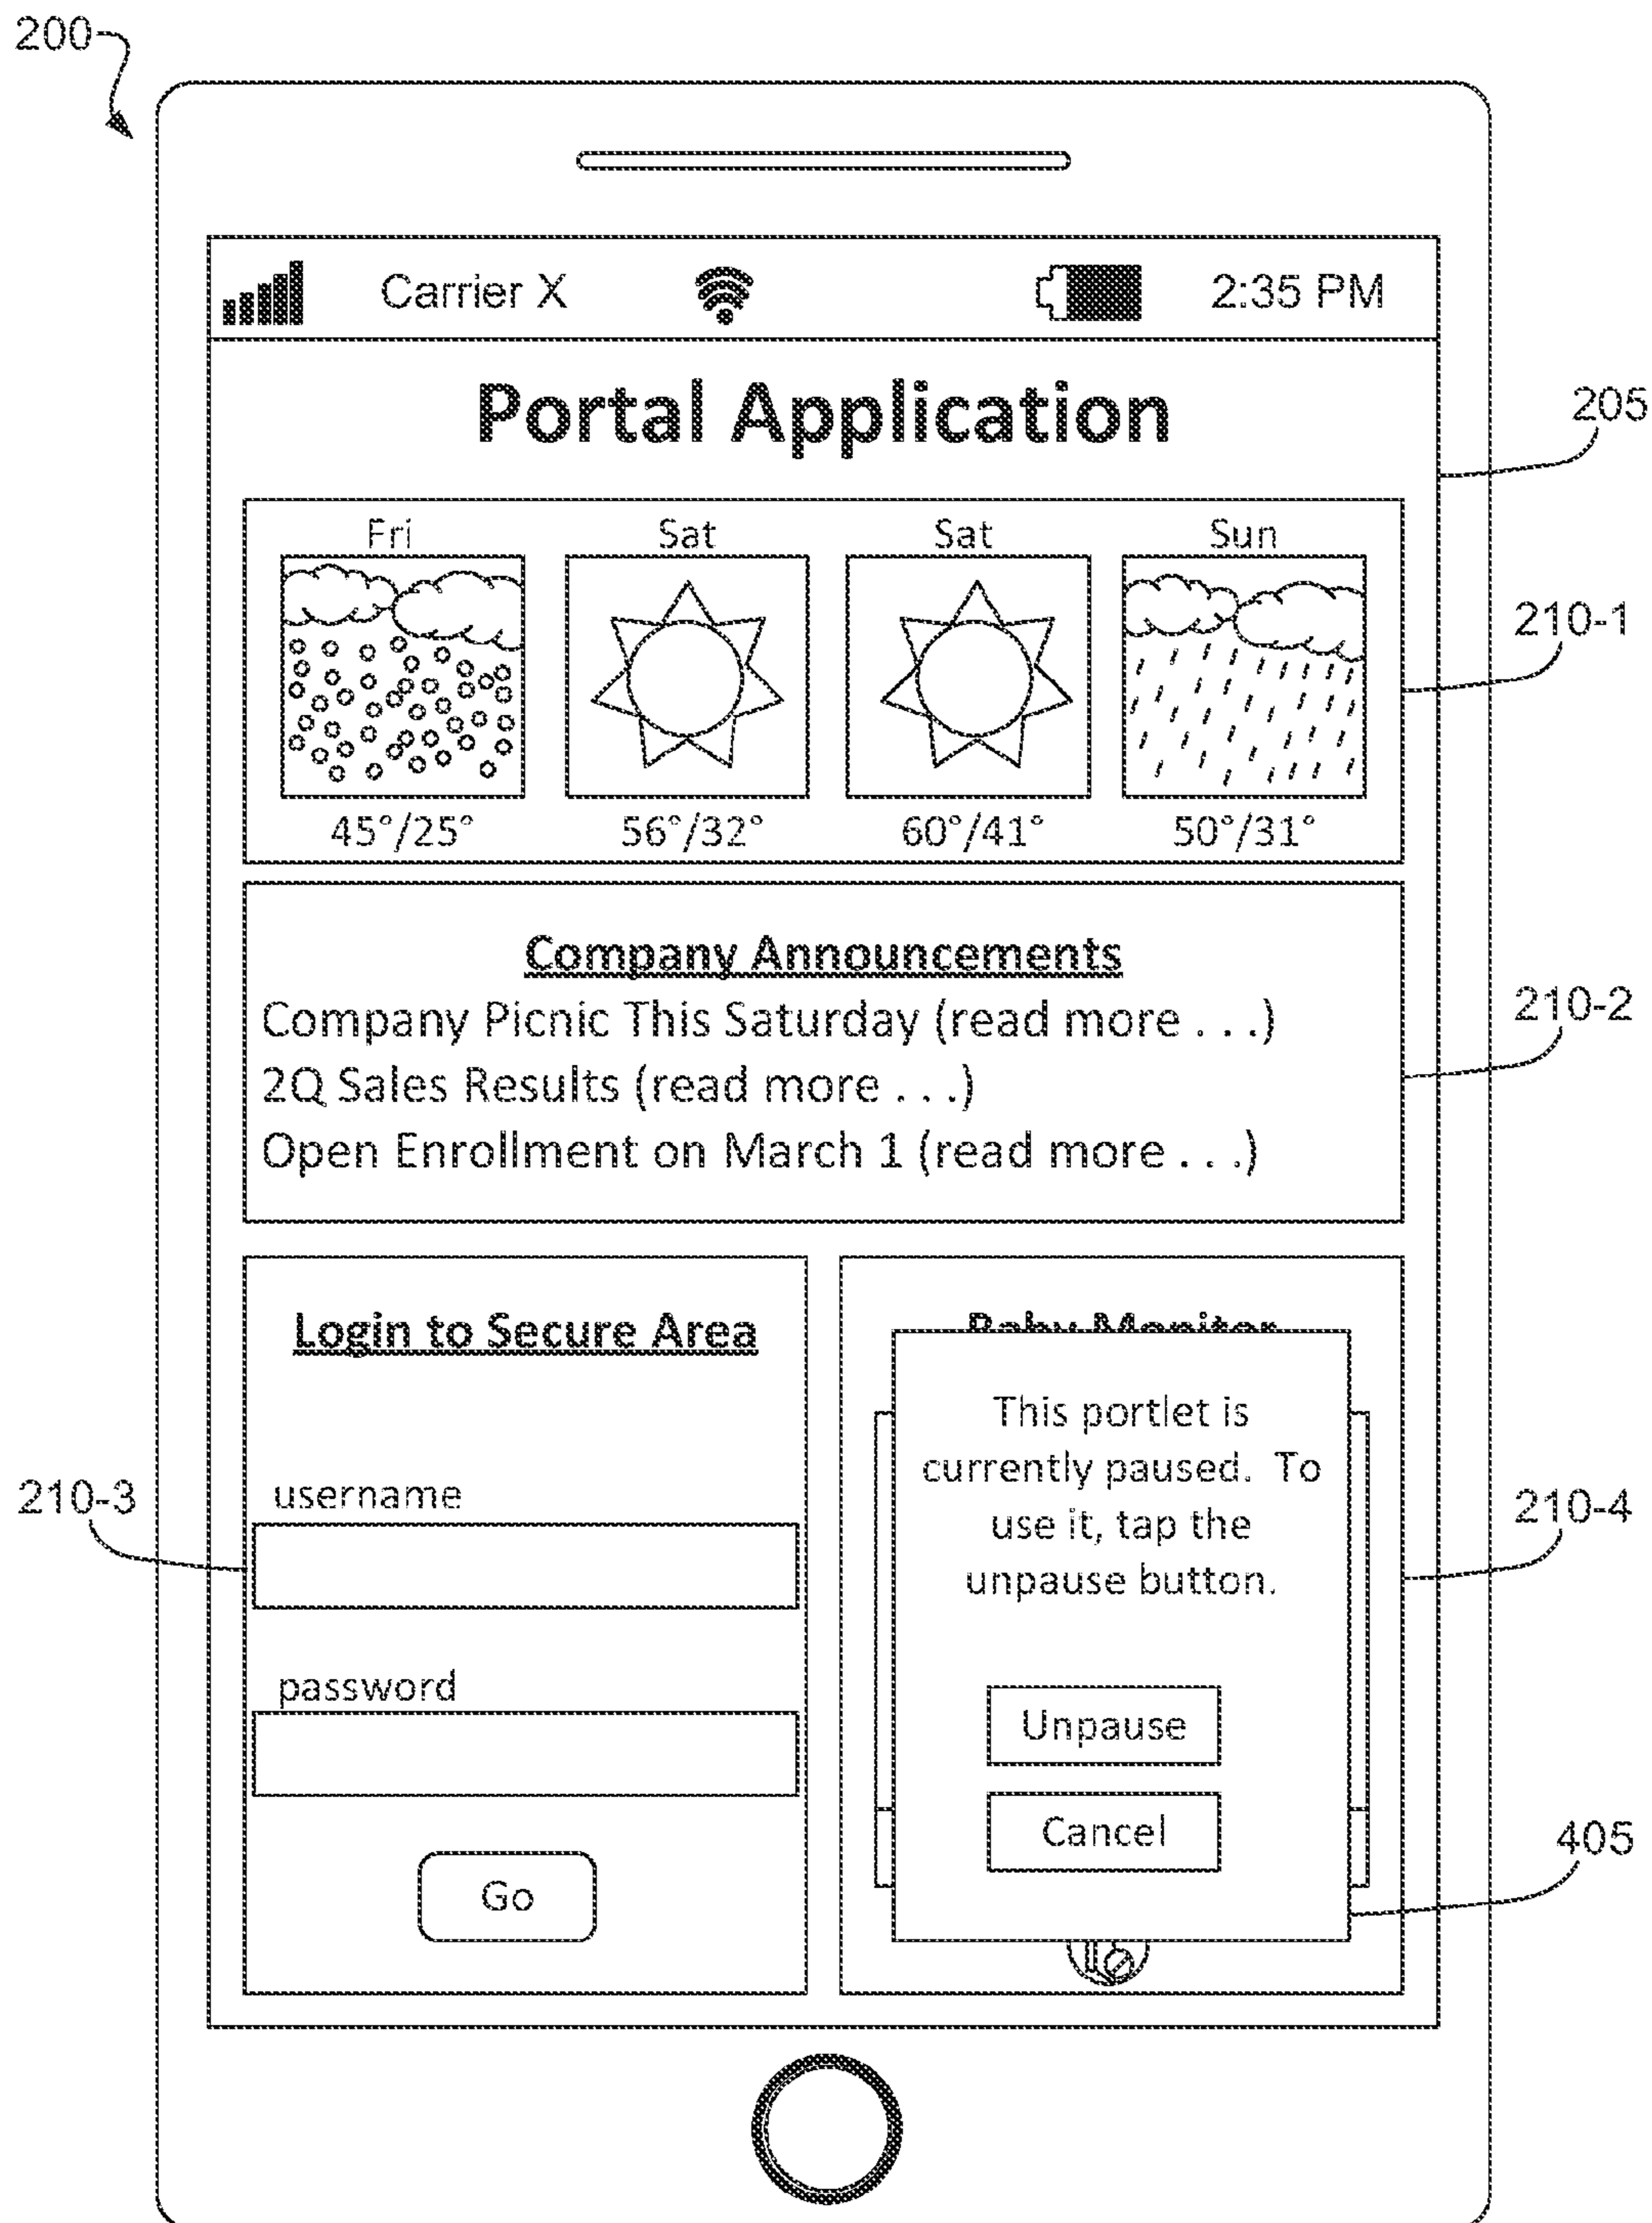 200
Carrier X 2:35 PM
Portal Application
205
Fri Sat Sat Sun
210-1
45°/25° 56°/32° 60°/41° 50°/31°
Company Announcements
210-2
Company Picnic This Saturday (read more . . .)
2Q Sales Results (read more . . .)
Open Enrollment on March 1 (read more . . .)
Login to Secure Area
username
210-3
password
Go
Baby Monitor
This portlet is
currently paused. To
use it, tap the
unpause button.
210-4
Unpause
Cancel
405